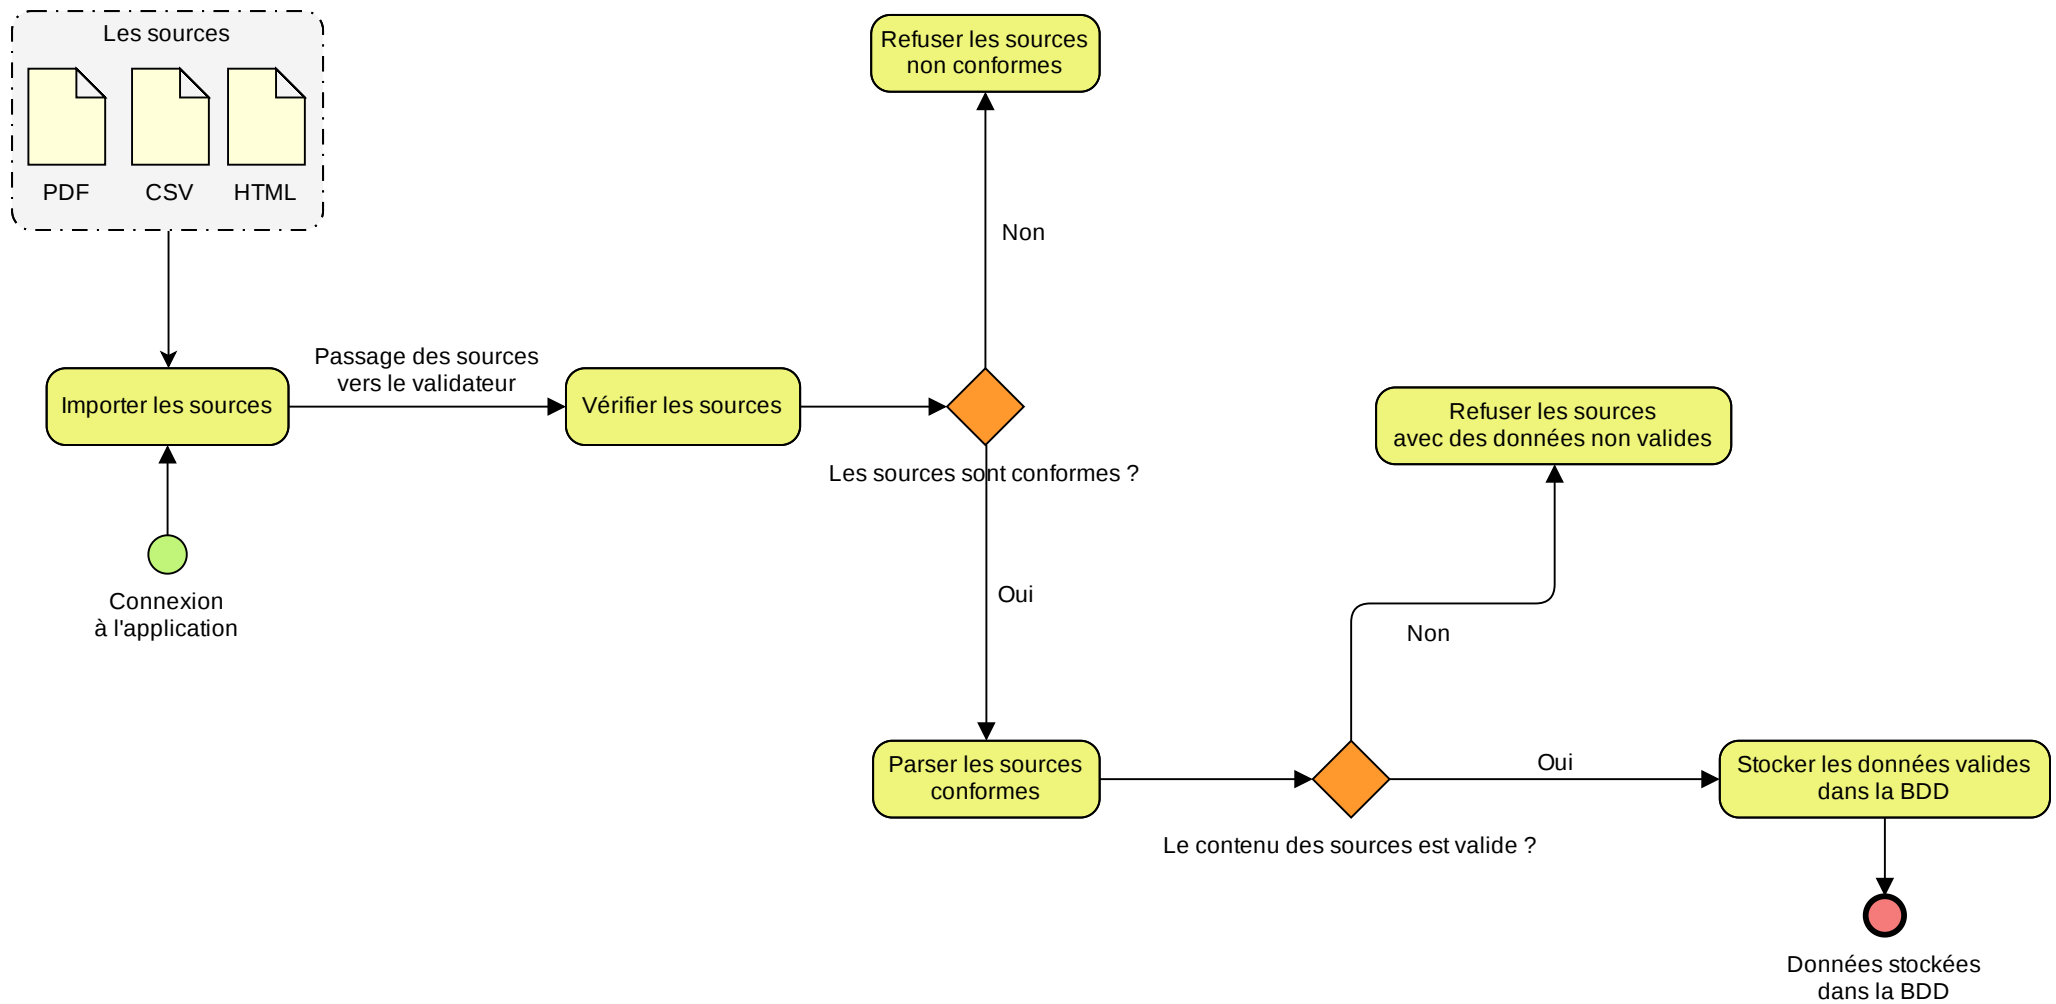 Les sources
PDF
CSV
HTML
Refuser les sources
non conformes
Non
Passage des sources
vers le validateur
Importer les sources
Vérifier les sources
Les sources sont conformes ?
Refuser les sources
avec des données non valides
Connexion
à l'application
Oui
Non
Parser les sources
conformes
Le contenu des sources est valide ?
Oui
Stocker les données valides
dans la BDD
Données stockées
dans la BDD